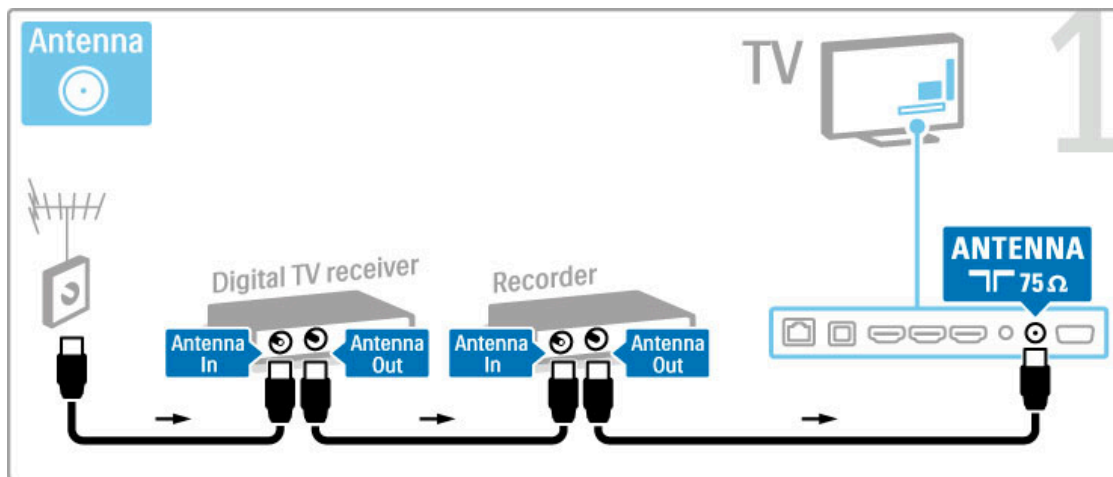 Antenna
TV
1
Digital TV receiver
Recorder
ANTENNA
75 Ω
Antenna
In
Antenna
Out
Antenna
In
Antenna
Out